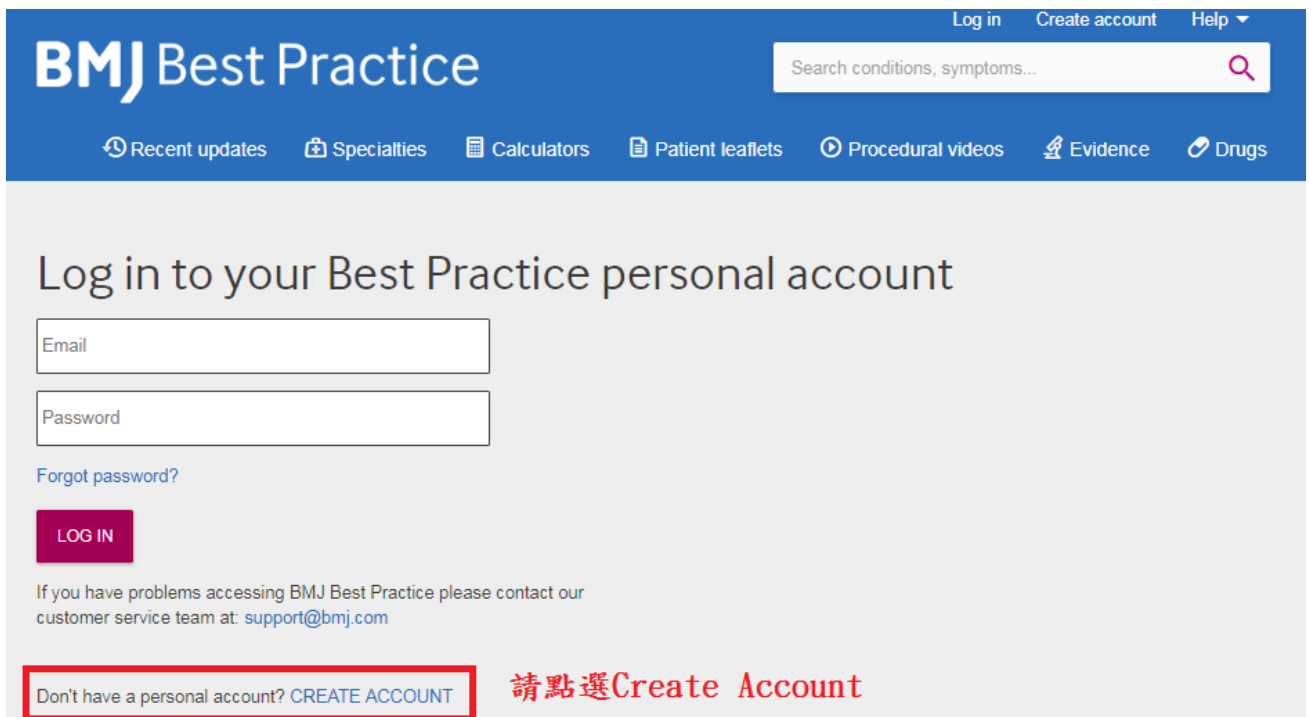 Log in Create account Help
BMJ Best Practice
Search conditions, symptoms...
Recent updates Specialties Calculators Patient leaflets Procedural videos Evidence Drugs
Log in to your Best Practice personal account
Email
Password
Forgot password?
LOG IN
If you have problems accessing BMJ Best Practice please contact our
customer service team at: support@bmj.com
Don't have a personal account? CREATE ACCOUNT
請點選Create Account